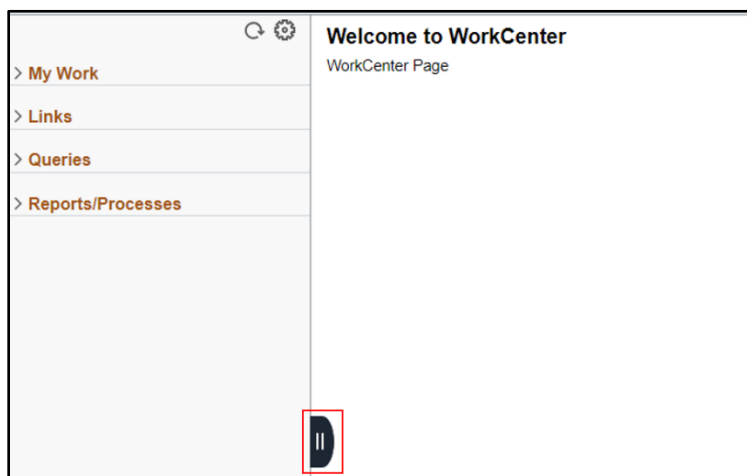 Welcome to WorkCenter
WorkCenter Page
My Work
Links
Queries
Reports/Processes